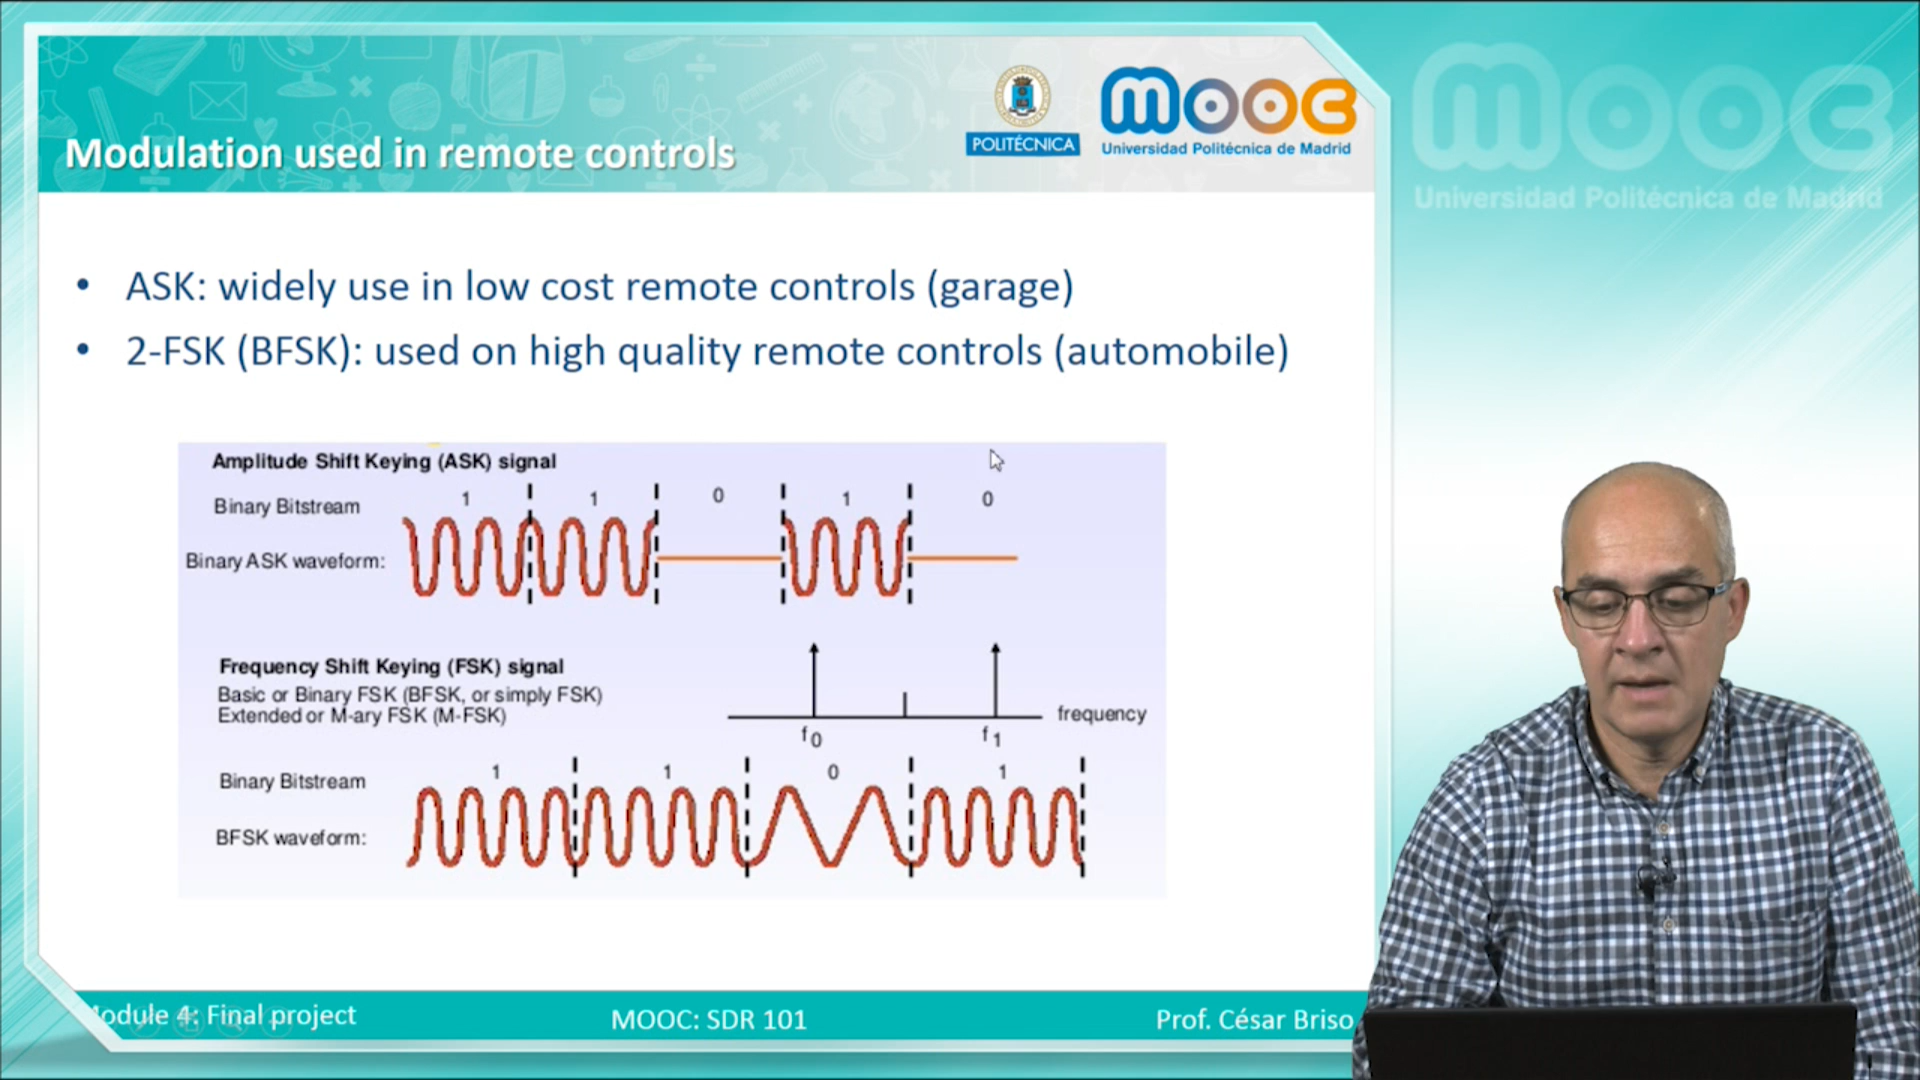 mooc
Universidad Politécnica de Madrid
POLITÉCNICA
mooc
Universidad Politécnica de Madrid
Modulation used in remote controls
• ASK: widely use in low cost remote controls (garage)
• 2-FSK (BFSK): used on high quality remote controls (automobile)
Amplitude Shift Keying (ASK) signal
Binary Bitstream 1 1 0 1 0
Binary ASK waveform:
Frequency Shift Keying (FSK) signal
Basic or Binary FSK (BFSK, or simply FSK)
Extended or M-ary FSK (M-FSK)
frequency
f0 f1
Binary Bitstream 1 1 0 1
BFSK waveform:
Module 4: Final project
MOOC: SDR 101
Prof. César Briso